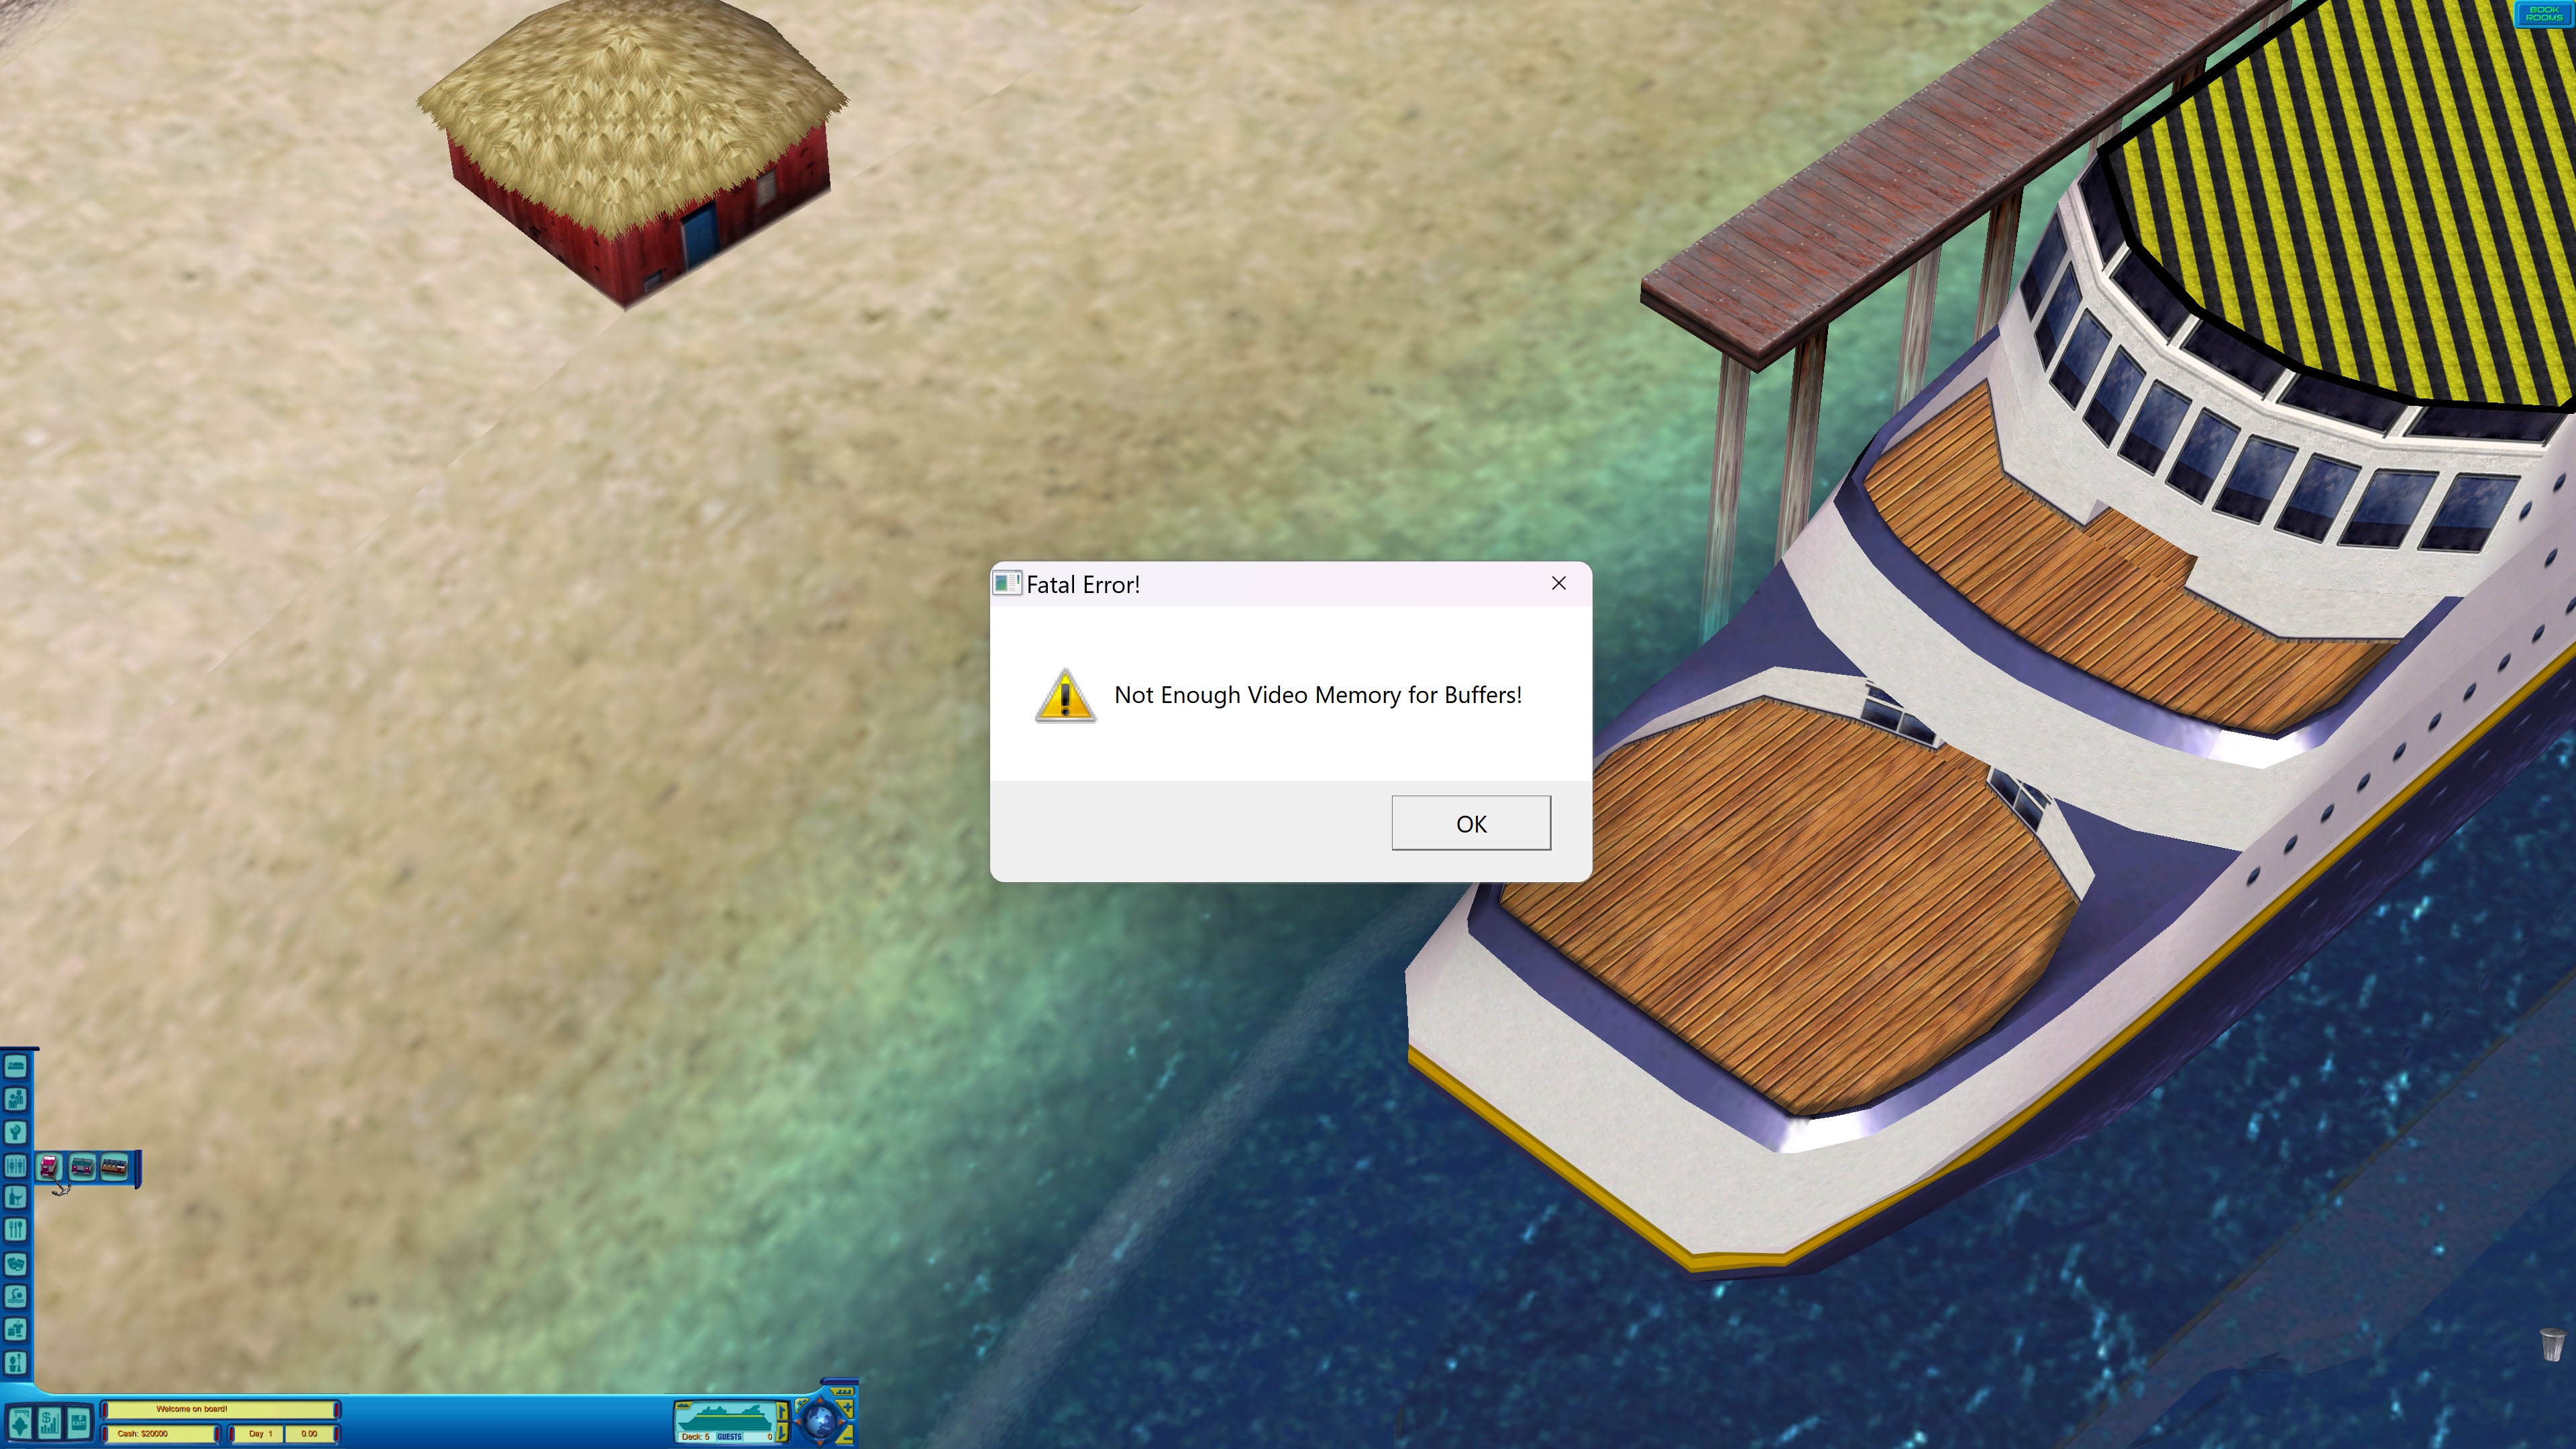 BOOK
ROOMS
Fatal Error!
Not Enough Video Memory for Buffers!
OK
EXIT
Welcome on board!
Cash: $20000
Day 1
0.00
Deck: 5 GUESTS 0